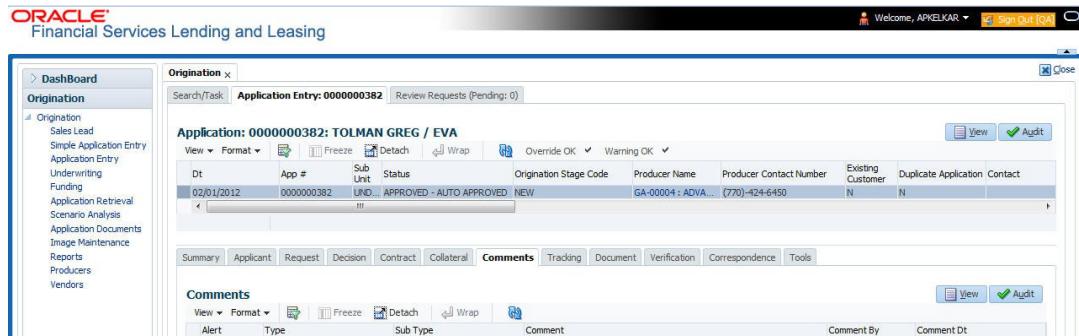 ORACLE
Financial Services Lending and Leasing
Welcome, APKELKAR
Sign Out [QA]
DashBoard
Origination
Origination
Sales Lead
Simple Application Entry
Application Entry
Underwriting
Funding
Application Retrieval
Scenario Analysis
Application Documents
Image Maintenance
Reports
Producers
Vendors
Origination x
Close
Search/Task Application Entry: 0000000382 Review Requests (Pending: 0)
Application: 0000000382: TOLMAN GREG / EVA
View Audit
View Format Freeze Detach Wrap Override OK Warning OK
Dt App # Sub Unit Status Origination Stage Code Producer Name Producer Contact Number Existing Customer Duplicate Application Contact
02/01/2012 0000000382 UND... APPROVED - AUTO APPROVED NEW GA-00004 : ADVA... (770)-424-6450 N N
Summary Applicant Request Decision Contract Collateral Comments Tracking Document Verification Correspondence Tools
Comments
View Audit
View Format Freeze Detach Wrap
Alert Type Sub Type Comment Comment By Comment Dt